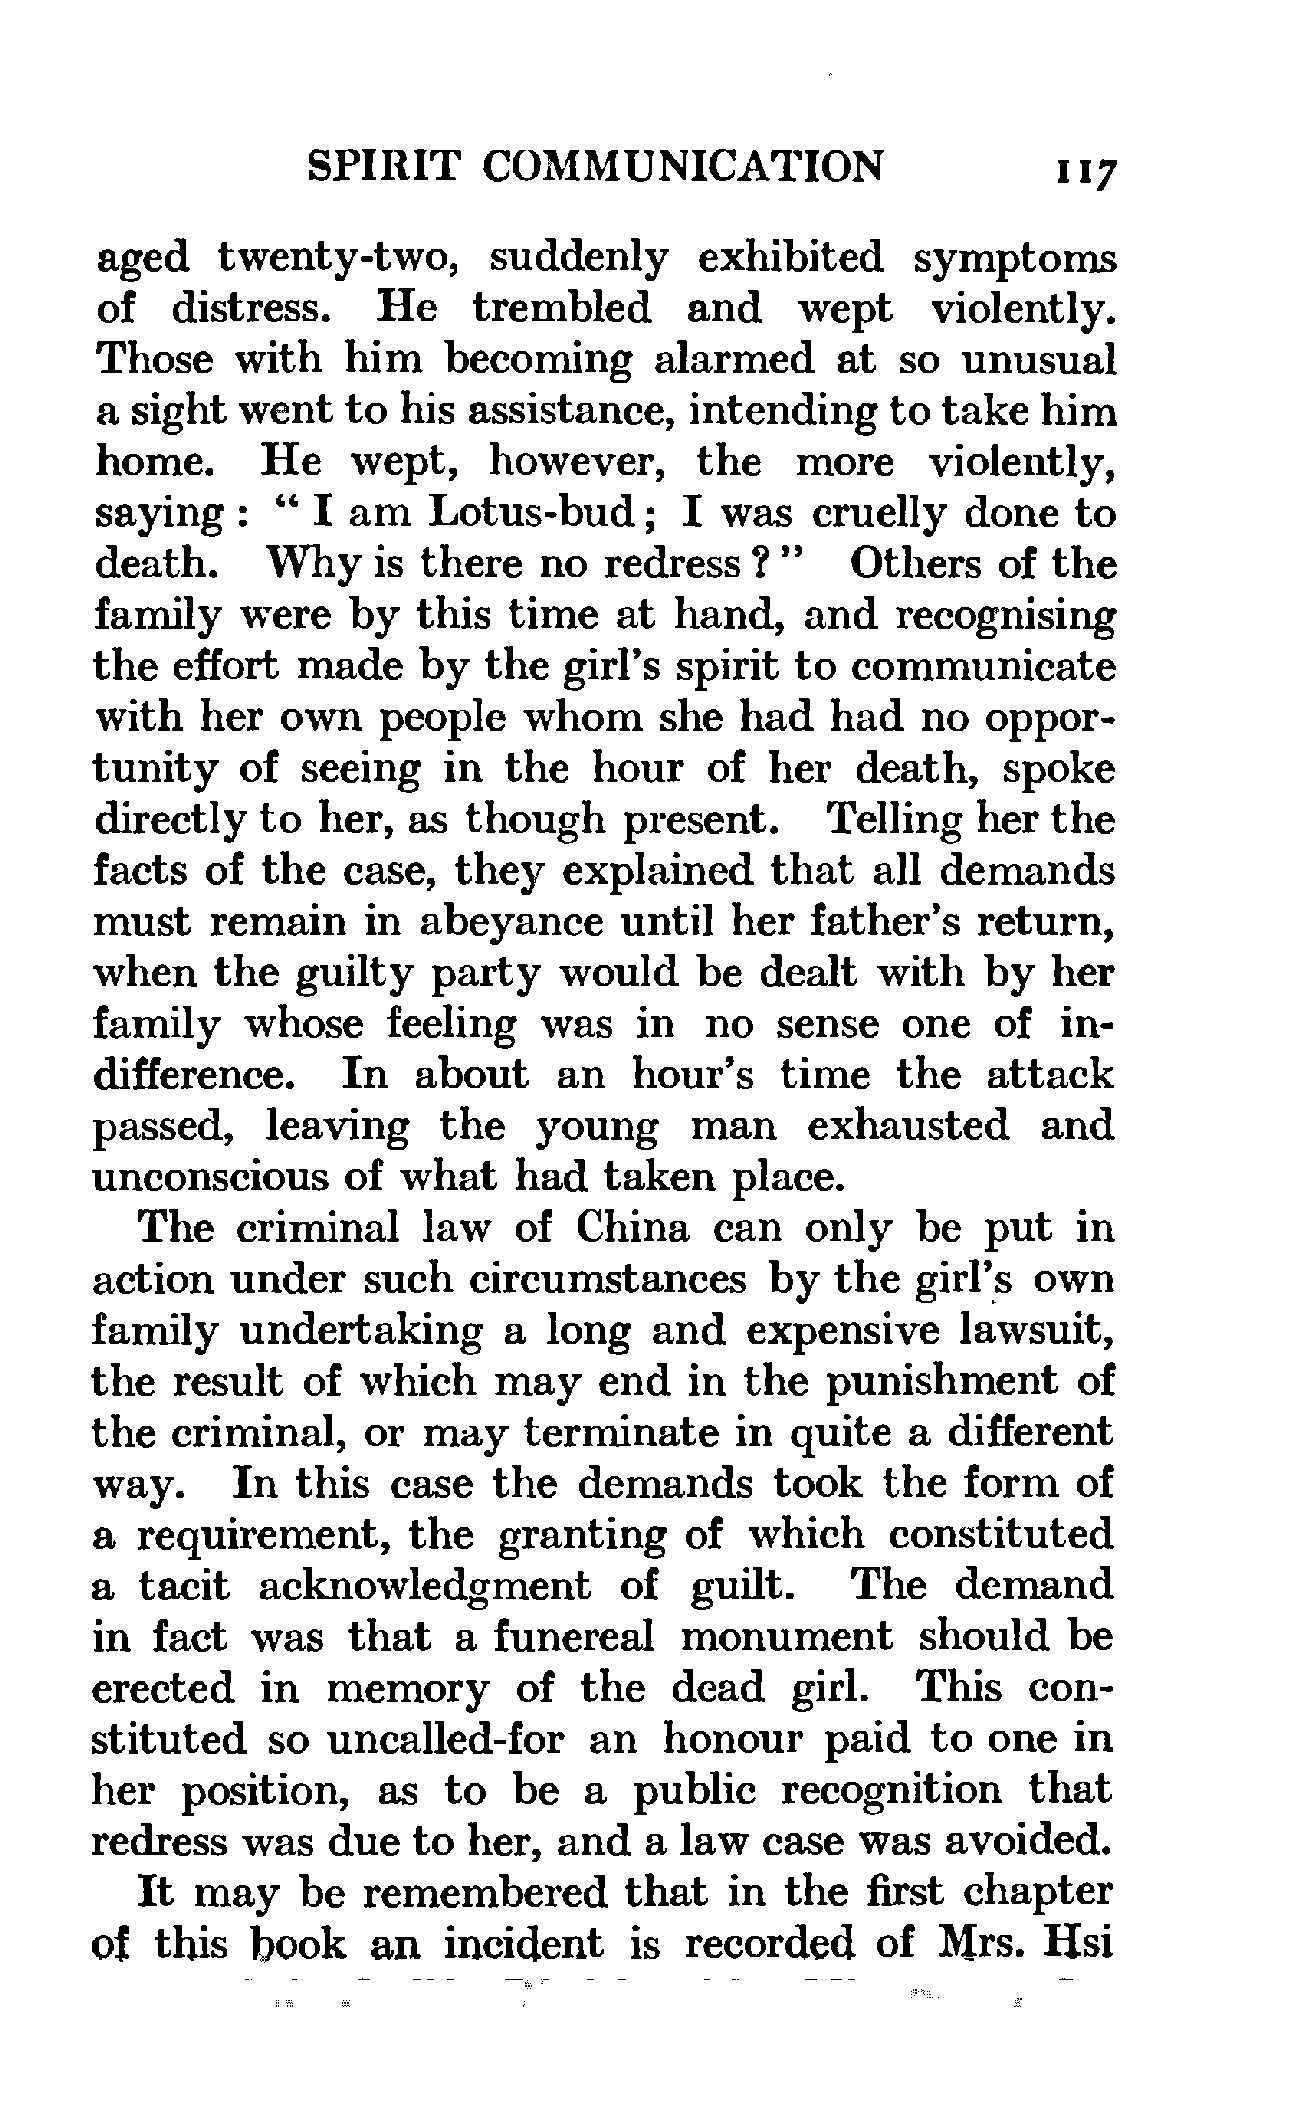 SPIRIT COMMUNICATION 117
aged twenty-two, suddenly exhibited symptoms
of distress. He trembled and wept violently.
Those with him becoming alarmed at so unusual
a sight went to his assistance, intending to take him
home. He wept, however, the more violently,
saying : “ I am Lotus-bud ; I was cruelly done to
death. Why is there no redress ? ” Others of the
family were by this time at hand, and recognising
the effort made by the girl’s spirit to communicate
with her own people whom she had had no oppor-
tunity of seeing in the hour of her death, spoke
directly to her, as though present. Telling her the
facts of the case, they explained that all demands
must remain in abeyance until her father’s return,
when the guilty party would be dealt with by her
family whose feeling was in no sense one of in-
difference. In about an hour’s time the attack
passed, leaving the young man exhausted and
unconscious of what had taken place.
The criminal law of China can only be put in
action under such circumstances by the girl’s own
family undertaking a long and expensive lawsuit,
the result of which may end in the punishment of
the criminal, or may terminate in quite a different
way. In this case the demands took the form of
a requirement, the granting of which constituted
a tacit acknowledgment of guilt. The demand
in fact was that a funereal monument should be
erected in memory of the dead girl. This con-
stituted so uncalled-for an honour paid to one in
her position, as to be a public recognition that
redress was due to her, and a law case was avoided.
It may be remembered that in the first chapter
of this book an incident is recorded of Mrs. Hsi